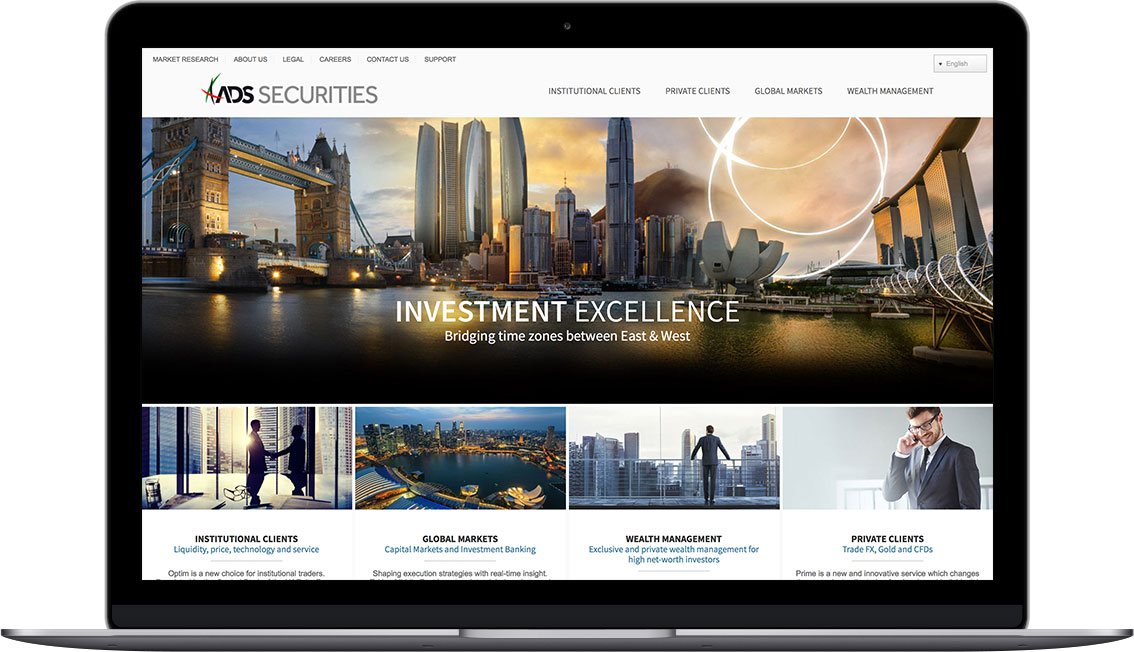 MARKET RESEARCH ABOUT US LEGAL CAREERS CONTACT US SUPPORT
English
ADS SECURITIES
INSTITUTIONAL CLIENTS PRIVATE CLIENTS GLOBAL MARKETS WEALTH MANAGEMENT
INVESTMENT EXCELLENCE
Bridging time zones between East & West
INSTITUTIONAL CLIENTS
Liquidity, price, technology and service
Optim is a new choice for institutional traders.
GLOBAL MARKETS
Capital Markets and Investment Banking
Shaping execution strategies with real-time insight.
WEALTH MANAGEMENT
Exclusive and private wealth management for
high net-worth investors
PRIVATE CLIENTS
Trade FX, Gold and CFDs
Prime is a new and innovative service which changes